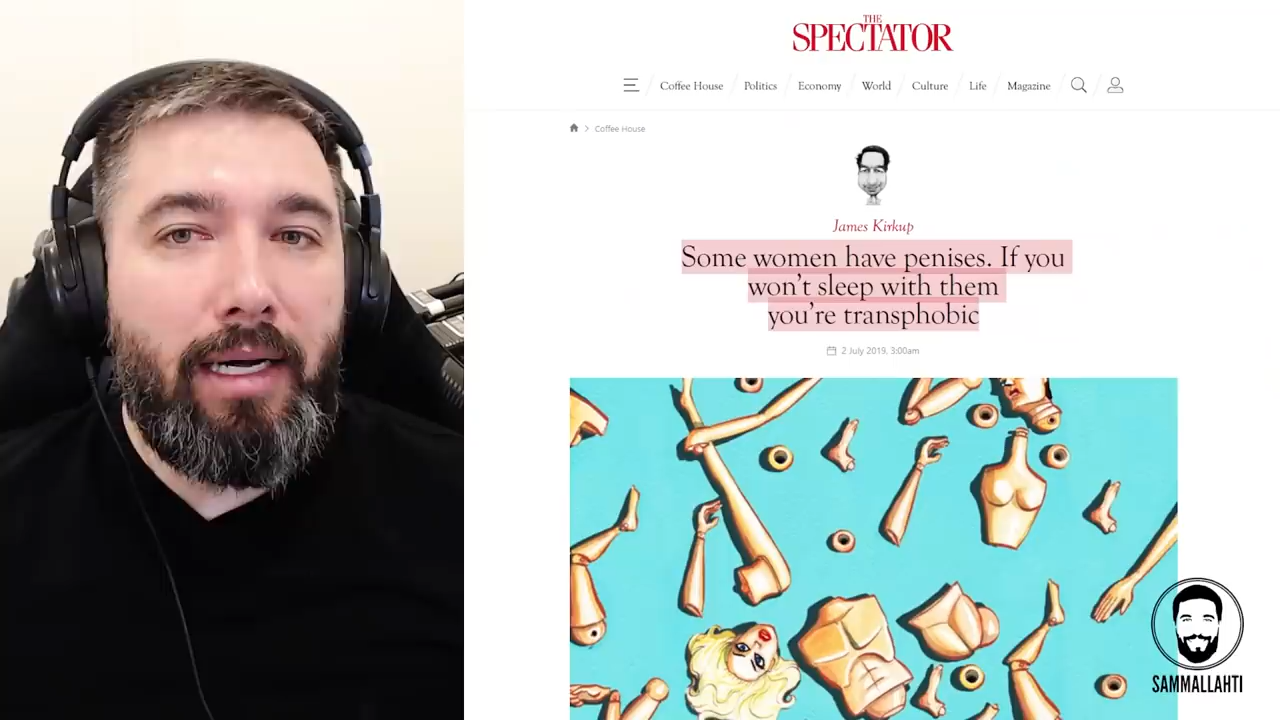 THE
SPECTATOR
Coffee House
Politics
Economy
World
Culture
Life
Magazine
Coffee House
James Kirkup
Some women have penises. If you
won't sleep with them
you're transphobic
2 July 2019, 3:00am
SAMMALLAHTI